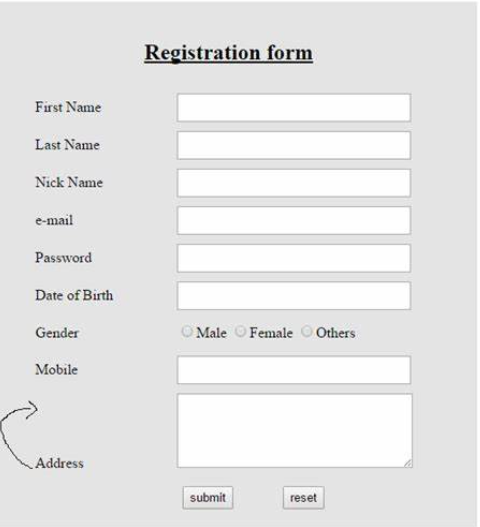 Registration form
First Name
Last Name
Nick Name
e-mail
Password
Date of Birth
Gender Male Female Others
Mobile
Address
submit reset